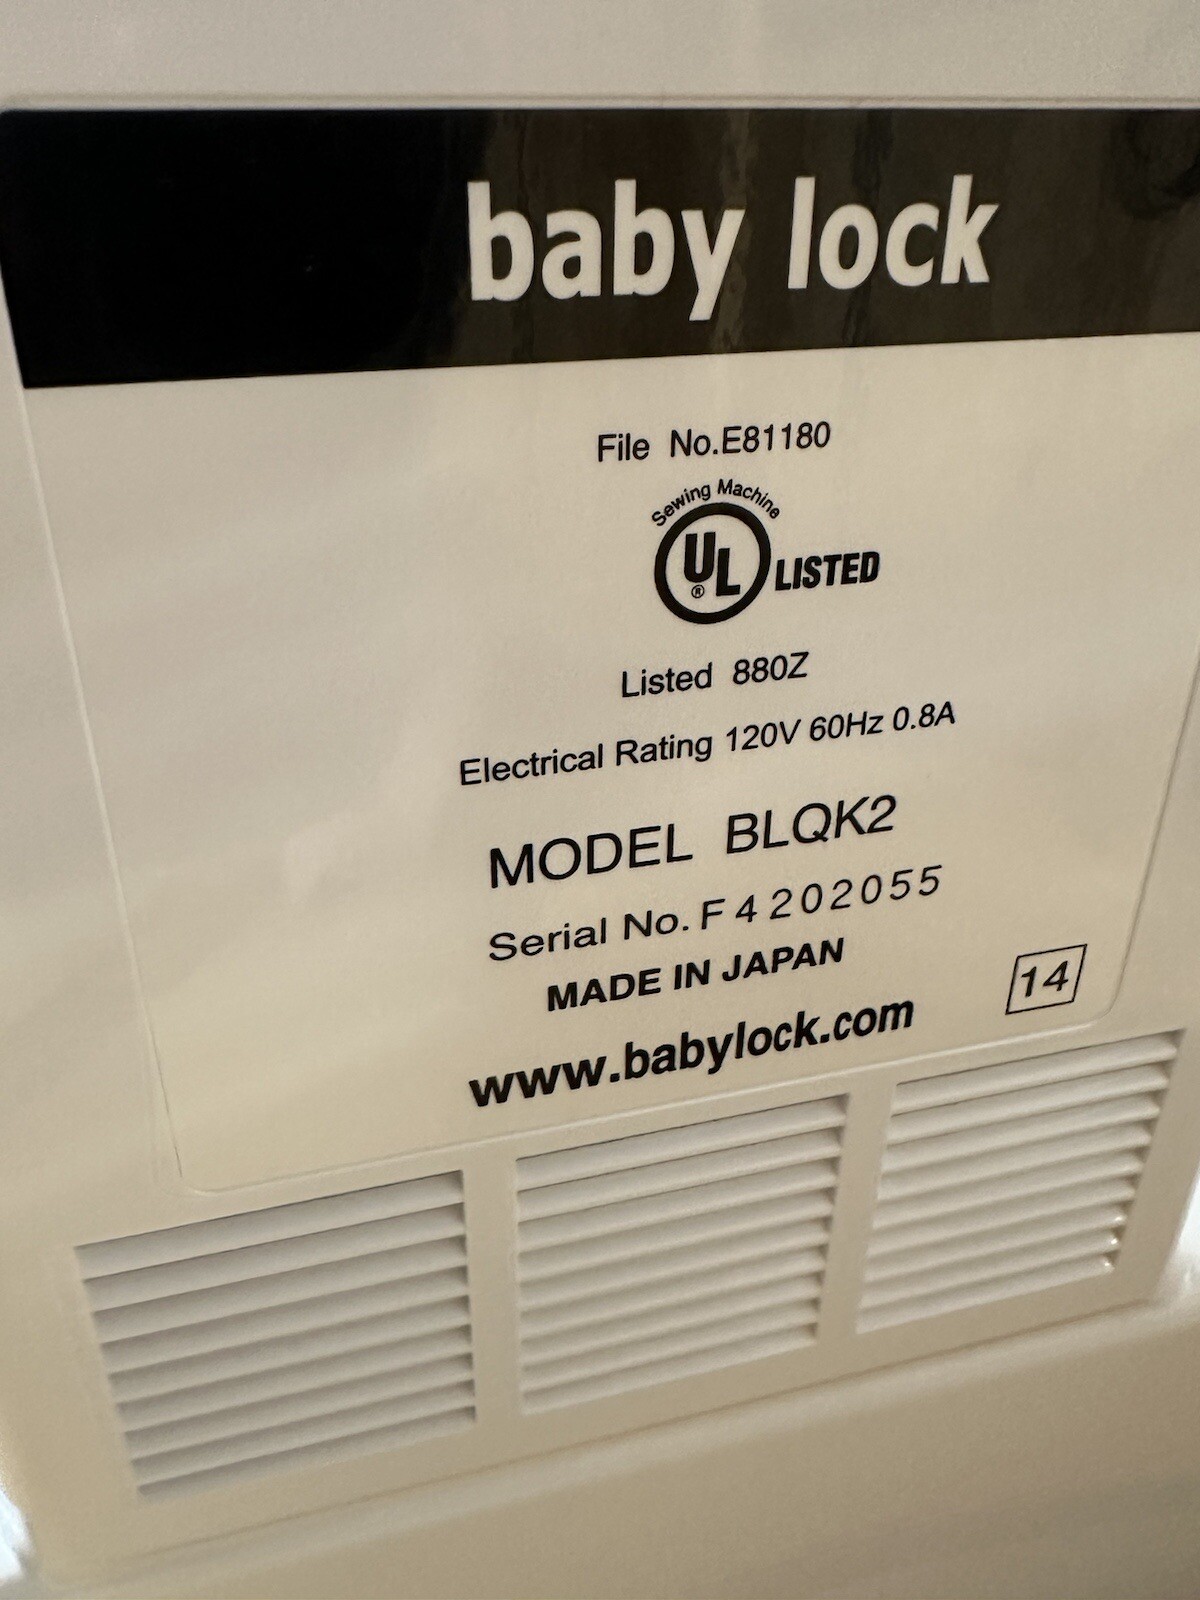 baby lock
File No.E81180
Sewing Machine
UL
®
LISTED
Listed 880Z
Electrical Rating 120V 60Hz 0.8A
MODEL BLQK2
Serial No. F4202055
MADE IN JAPAN
14
www.babylock.com